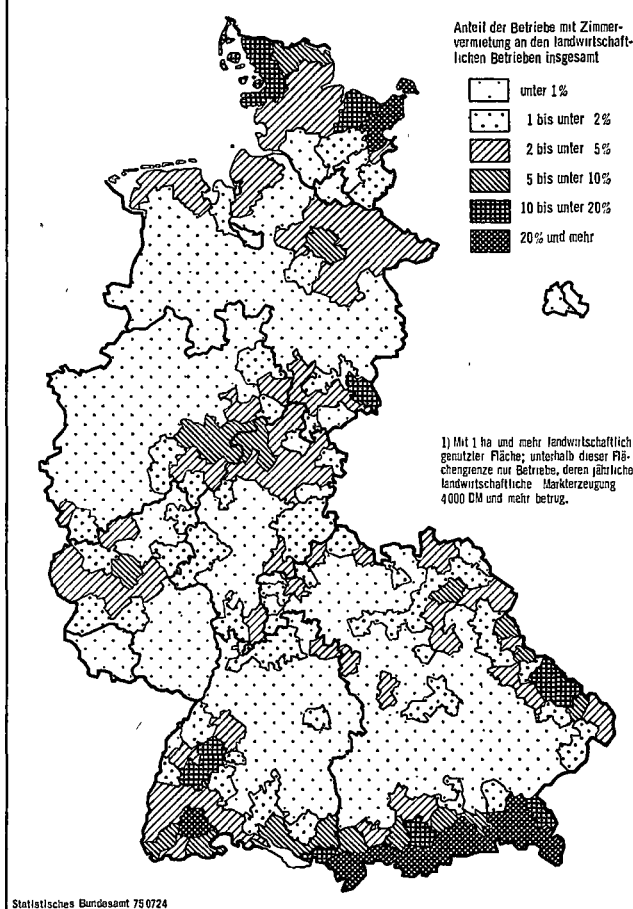 Anteil der Betriebe mit Zimmer-
vermietung an den landwirtschaft-
lichen Betrieben insgesamt
unter 1%
1 bis unter 2%
2 bis unter 5%
5 bis unter 10%
10 bis unter 20%
20% und mehr
1) Mit 1 ha und mehr landwirtschaftlich
genutzter Fläche; unterhalb dieser Flä-
chengrenze nur Betriebe, deren jährliche
landwirtschaftliche Markterzeugung
4000 DM und mehr betrug.
Statistisches Bundesamt 750724